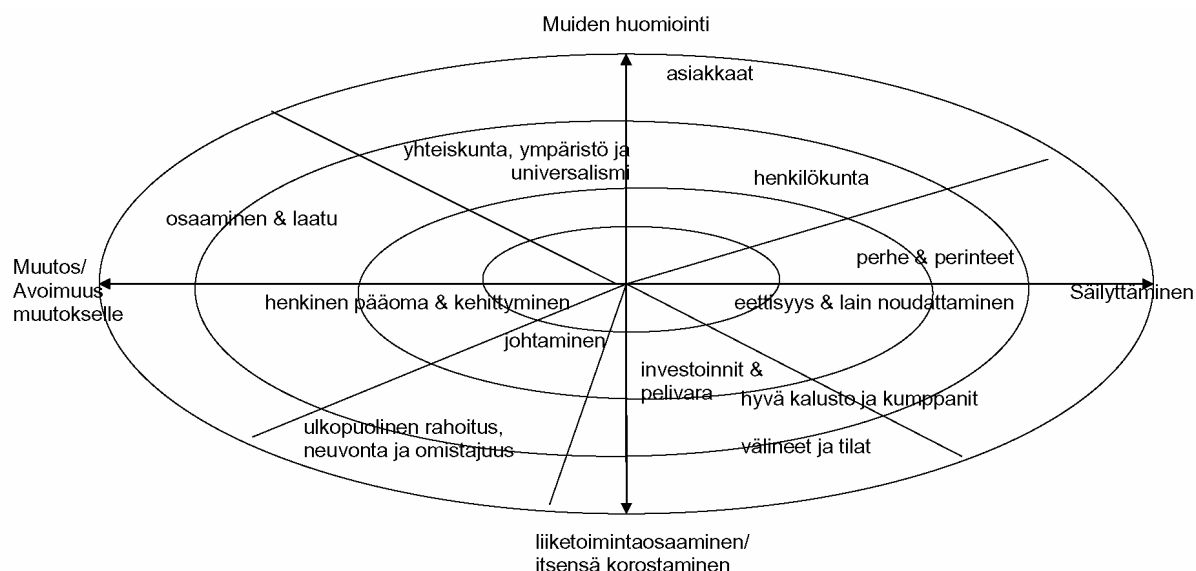 Muiden huomiointi
asiakkaat
yhteiskunta, ympäristö ja
universalismi
henkilökunta
osaaminen & laatu
perhe & perinteet
Muutos/
Avoimuus
muutokselle
Säilyttäminen
henkinen pääoma & kehittyminen
eettisyys & lain noudattaminen
johtaminen
investoinnit &
pelivara
hyvä kalusto ja kumppanit
ulkopuolinen rahoitus,
neuvonta ja omistajuus
välineet ja tilat
liiketoimintaosaaminen/
itsensä korostaminen